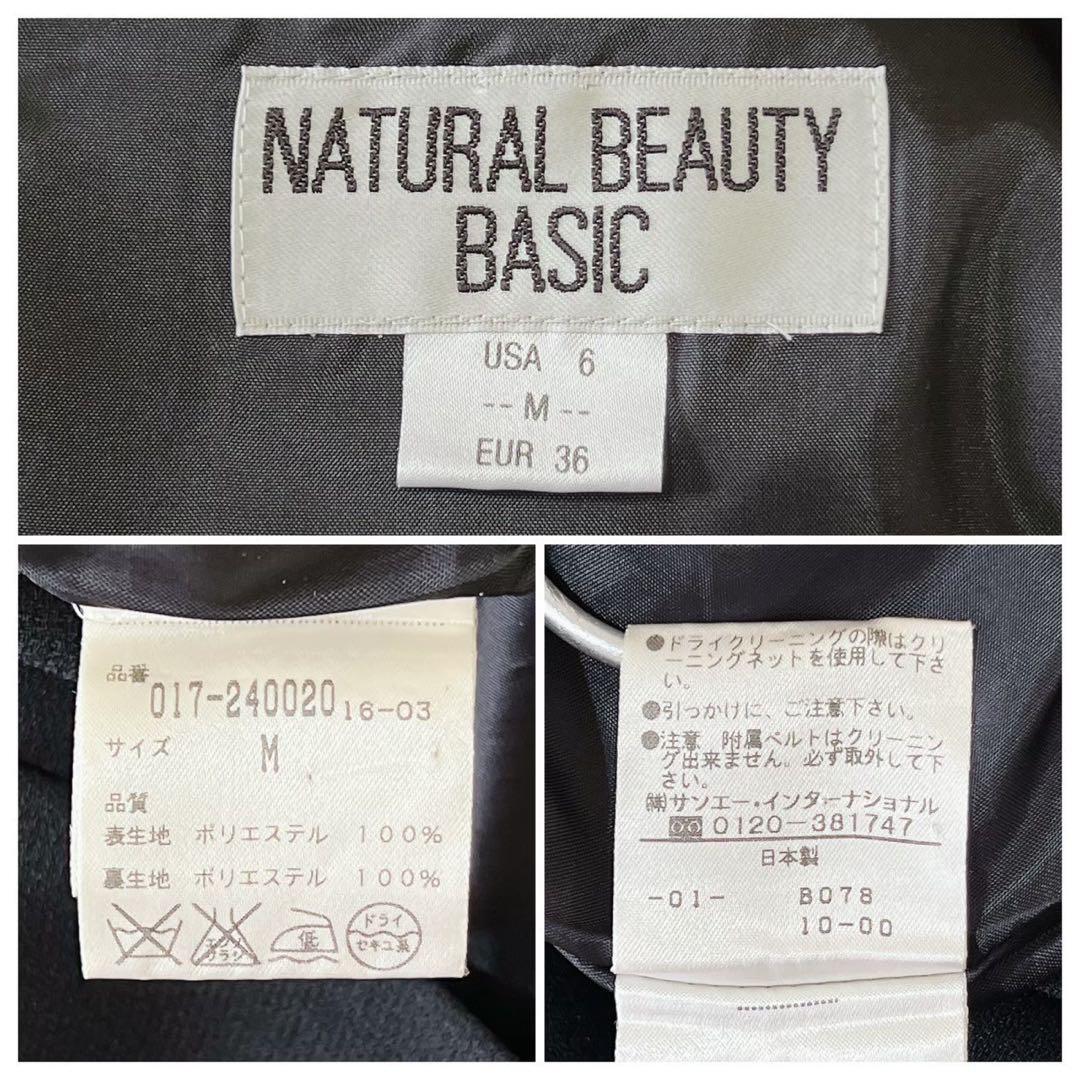 NATURAL BEAUTY
BASIC
USA 6
-- M --
EUR 36
品番
017-240020 16-03
サイズ M
品質
表生地 ポリエステル 100%
裏生地 ポリエステル 100%
エンソ
サラシ
低
ドライ
セキユ系
●ドライクリーニングの際はクリ
ーニングネットを使用して下さ
い。
●引っかけに、ご注意下さい。
●注意 附属ベルトはクリーニン
グ出来ません。必ず取外して下
さい。
㈱サンエー・インターナショナル
0120-381747
日本製
-01- B078
10-00